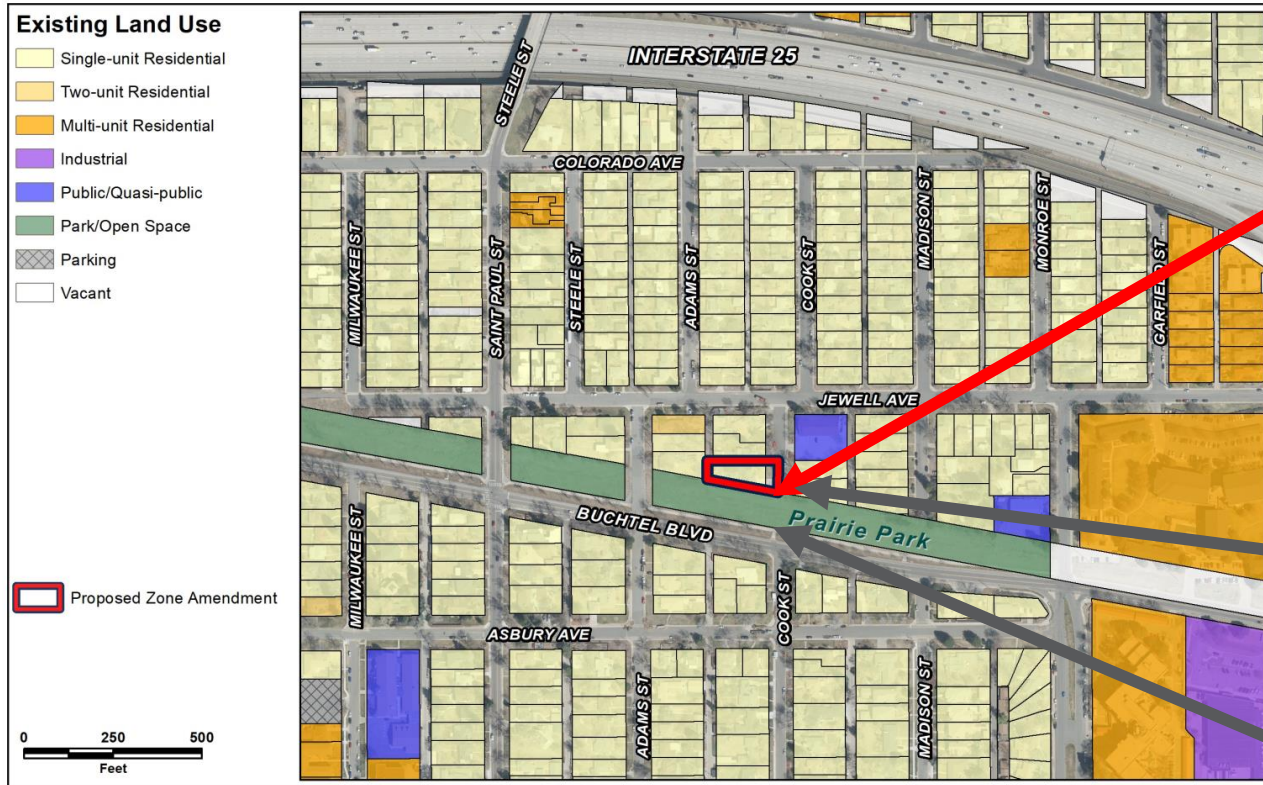 Existing Land Use
Single-unit Residential
Two-unit Residential
Multi-unit Residential
Industrial
Public/Quasi-public
Park/Open Space
Parking
Vacant
Proposed Zone Amendment
0 250 500
Feet
INTERSTATE 25
STEELE ST
COLORADO AVE
MILWAUKEE ST
SAINT PAUL ST
STEELE ST
ADAMS ST
COOK ST
MADISON ST
MONROE ST
GARFIELD ST
JEWELL AVE
BUCHTEL BLVD
Prairie Park
MILWAUKEE ST
COOK ST
ASBURY AVE
ADAMS ST
MADISON ST